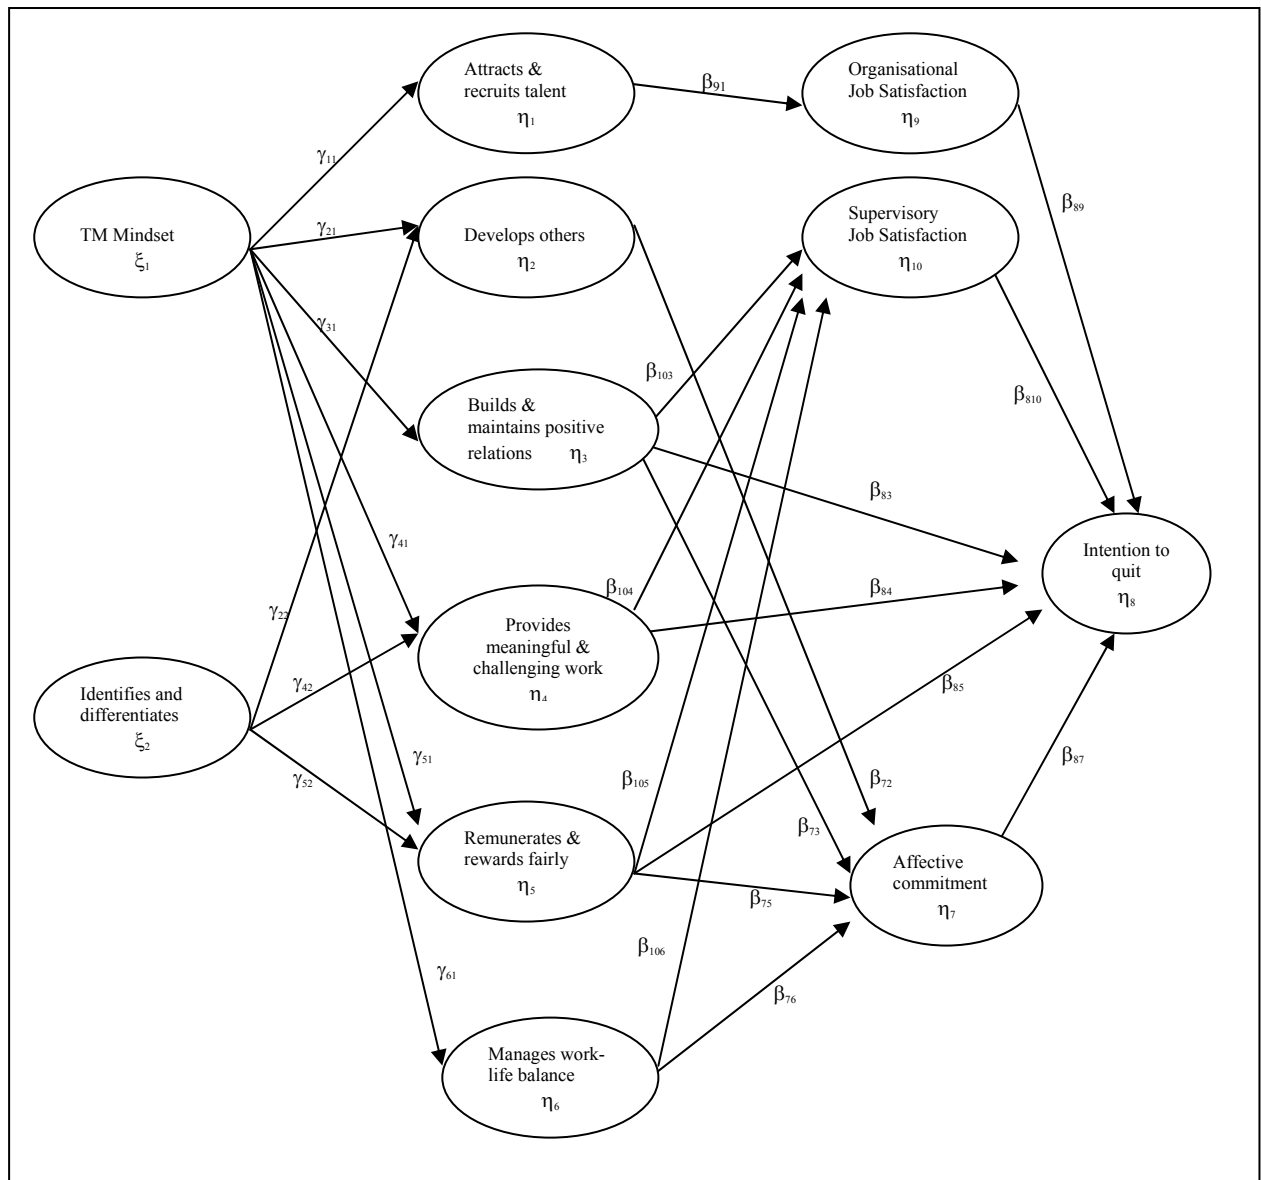 Attracts &
recruits talent
η₁
β₉₁
Organisational
Job Satisfaction
η₉
γ₁₁
TM Mindset
ξ₁
γ₂₁
Develops others
η₂
Supervisory
Job Satisfaction
η₁₀
β₈₉
γ₃₁
Builds &
maintains positive
relations η₃
β₁₀₃
β₈₁₀
β₈₃
γ₄₁
Intention to
quit
η₈
γ₂₂
β₁₀₄
β₈₄
Provides
meaningful &
challenging work
η₄
Identifies and
differentiates
ξ₂
γ₄₂
β₈₅
γ₅₂
γ₅₁
β₁₀₅
β₇₂
β₈₇
β₇₃
Remunerates &
rewards fairly
η₅
β₇₅
Affective
commitment
η₇
γ₆₁
β₁₀₆
β₇₆
Manages work-
life balance
η₆